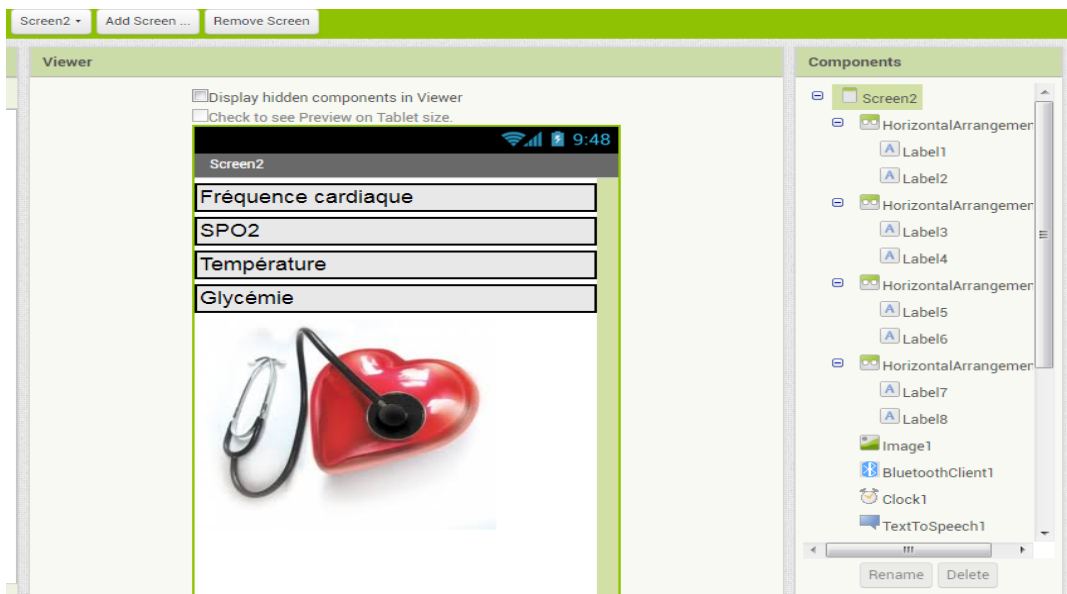 Screen2
Add Screen ...
Remove Screen
Viewer
Display hidden components in Viewer
Check to see Preview on Tablet size.
9:48
Screen2
Fréquence cardiaque
SPO2
Température
Glycémie
Components
Screen2
HorizontalArrangemer
A Label1
A Label2
HorizontalArrangemer
A Label3
A Label4
HorizontalArrangemer
A Label5
A Label6
HorizontalArrangemer
A Label7
A Label8
Image1
BluetoothClient1
Clock1
TextToSpeech1
Rename
Delete